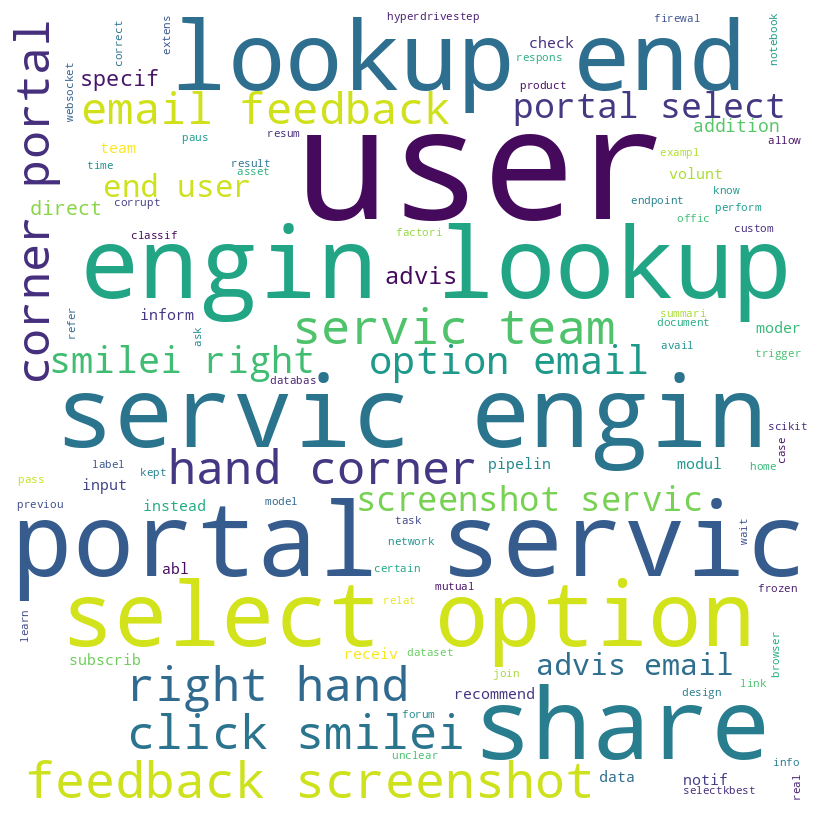 hyperdrivestep
firewal
lookup end
correct
extens
notebook
check
respons
corner portal
websocket
specif
product
email feedback
portal select
addition
user
team
paus
resum
allow
time
result
asset
exampl
volunt
end user
know
direct
corrupt
endpoint
perform
offic
classif
factori
custom
engin lookup
advis
inform
refer
ask
servic team
summari
document
moder
smilei right
option email
avail
trigger
databas
servic engin
scikit
case
hand corner
label
kept
pipelin
modul
home
pass
input
screenshot servic
previou
instead
model
portal servic
task
wait
network
abl
certain
select option
mutual
frozen
relat
learn
subscrib
receiv
dataset
advis email
browser
right hand
join
link
recommend
design
share
click smilei
forum
unclear
info
feedback screenshot
data
notif
selectkbest
real